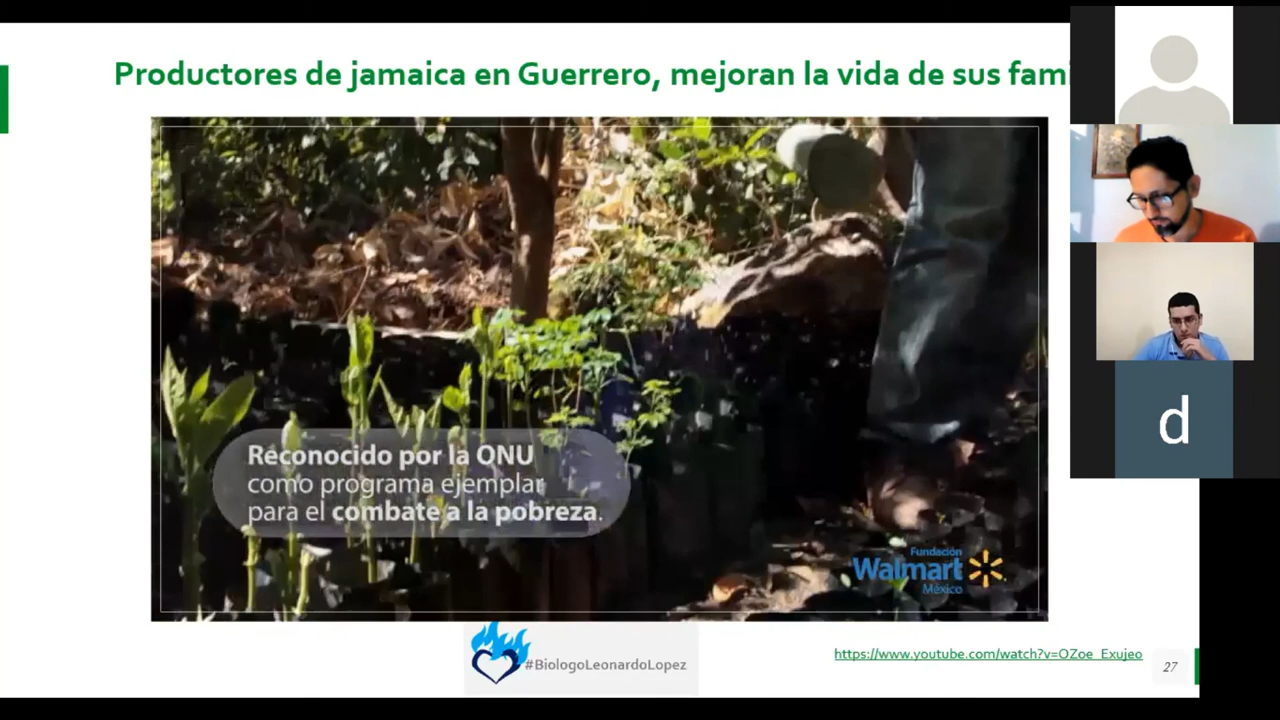 Productores de jamaica en Guerrero, mejoran la vida de sus fami
Reconocido por la ONU
como programa ejemplar
para el combate a la pobreza.
Fundación
Walmart
México
d
#BiologoLeonardoLopez
https://www.youtube.com/watch?v=OZoe_Exujeo
27